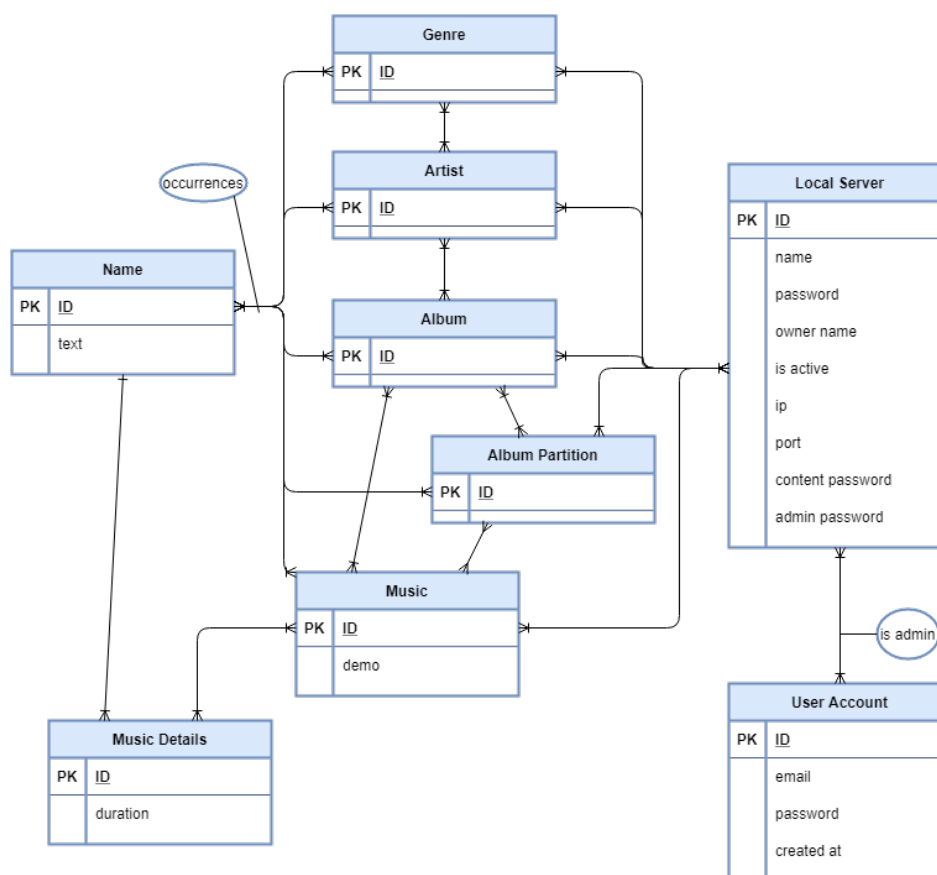 Genre
PK ID
Artist
PK ID
occurrences
Local Server
PK ID
name
password
owner name
is active
ip
port
content password
admin password
Name
PK ID
text
Album
PK ID
Album Partition
PK ID
Music
PK ID
demo
is admin
Music Details
PK ID
duration
User Account
PK ID
email
password
created at